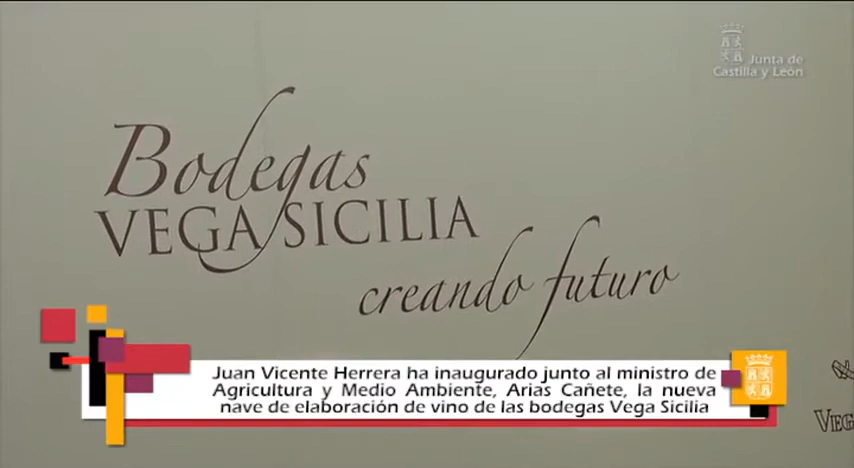 Junta de
Castilla y León
Bodegas
VEGA SICILIA
creando futuro
Juan Vicente Herrera ha inaugurado junto al ministro de
Agricultura y Medio Ambiente, Arias Cañete, la nueva
nave de elaboración de vino de las bodegas Vega Sicilia